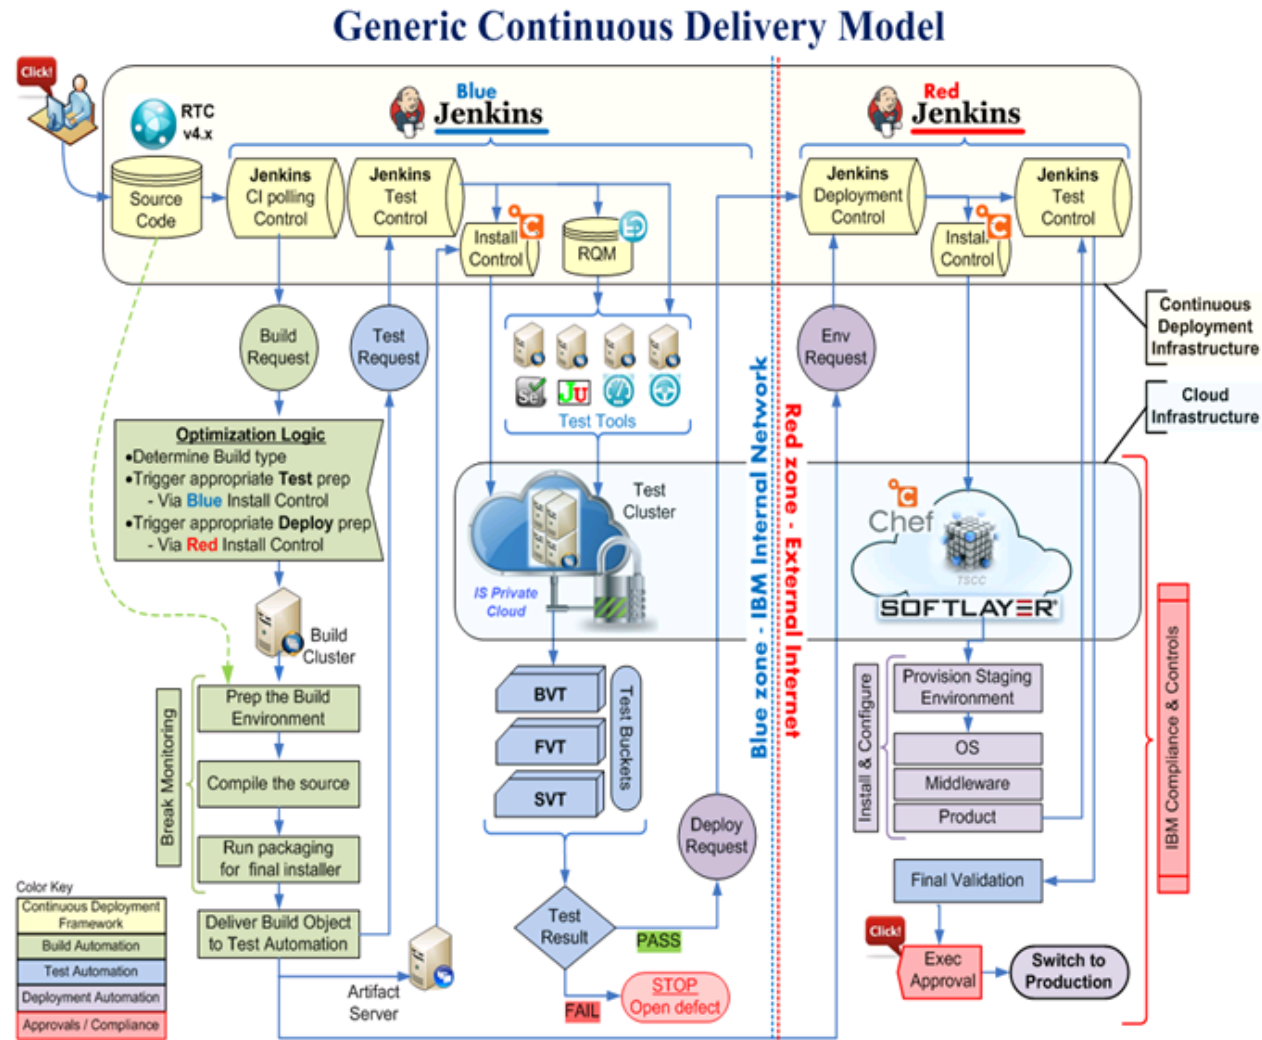 Generic Continuous Delivery Model
Click!
RTC
v4.x
Blue
Jenkins
Red
Jenkins
Source
Code
Jenkins
CI polling
Control
Jenkins
Test
Control
Install
Control
RQM
Jenkins
Deployment
Control
Install
Control
Jenkins
Test
Control
Build
Request
Test
Request
Env
Request
Continuous
Deployment
Infrastructure
Cloud
Infrastructure
Se
JU
Test Tools
Optimization Logic
•Determine Build type
•Trigger appropriate Test prep
- Via Blue Install Control
•Trigger appropriate Deploy prep
- Via Red Install Control
Blue zone - IBM Internal Network
Red zone - External Internet
Test
Cluster
IS Private
Cloud
Chef
TSCC
SOFTLAYER
Build
Cluster
Break Monitoring
Prep the Build
Environment
Compile the source
Run packaging
for final installer
Deliver Build Object
to Test Automation
Artifact
Server
BVT
FVT
SVT
Test Buckets
Test
Result
PASS
FAIL
STOP
Open defect
Deploy
Request
Install & Configure
Provision Staging
Environment
OS
Middleware
Product
Final Validation
Click!
Exec
Approval
Switch to
Production
IBM Compliance & Controls
Color Key
Continuous Deployment
Framework
Build Automation
Test Automation
Deployment Automation
Approvals / Compliance